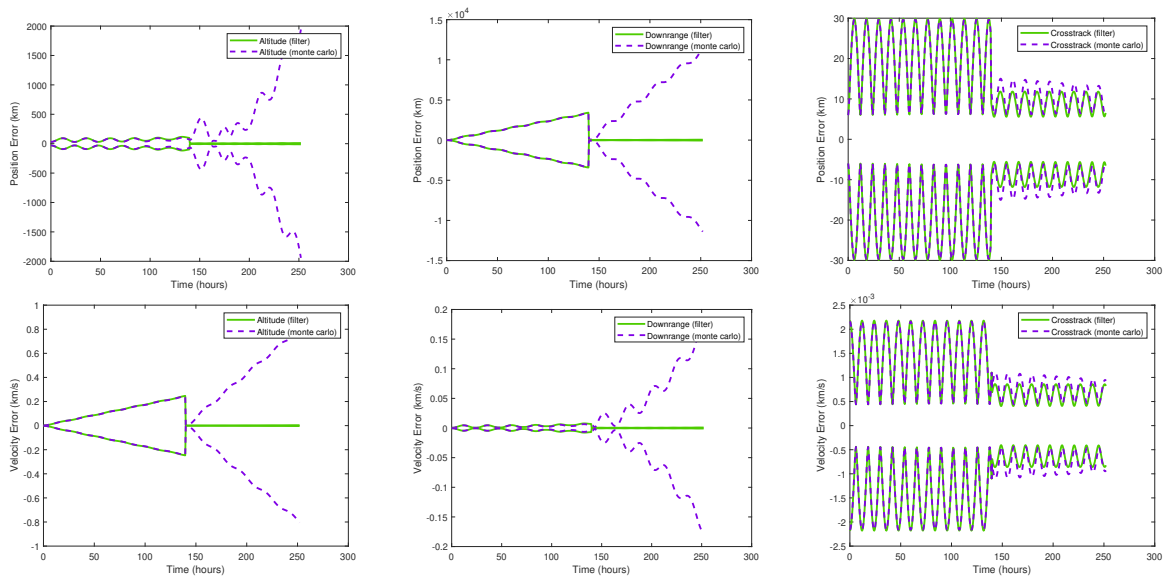 2000
1500
1000
500
0
-500
-1000
-1500
-2000
0 50 100 150 200 250 300
Time (hours)
Position Error (km)
Altitude (filter)
Altitude (monte carlo)
×10⁴
1.5
1
0.5
0
-0.5
-1
-1.5
0 50 100 150 200 250 300
Time (hours)
Position Error (km)
Downrange (filter)
Downrange (monte carlo)
30
20
10
0
-10
-20
-30
0 50 100 150 200 250 300
Time (hours)
Position Error (km)
Crosstrack (filter)
Crosstrack (monte carlo)
1
0.8
0.6
0.4
0.2
0
-0.2
-0.4
-0.6
-0.8
-1
0 50 100 150 200 250 300
Time (hours)
Velocity Error (km/s)
Altitude (filter)
Altitude (monte carlo)
0.2
0.15
0.1
0.05
0
-0.05
-0.1
-0.15
-0.2
0 50 100 150 200 250 300
Time (hours)
Velocity Error (km/s)
Downrange (filter)
Downrange (monte carlo)
×10⁻³
2.5
2
1.5
1
0.5
0
-0.5
-1
-1.5
-2
-2.5
0 50 100 150 200 250 300
Time (hours)
Velocity Error (km/s)
Crosstrack (filter)
Crosstrack (monte carlo)